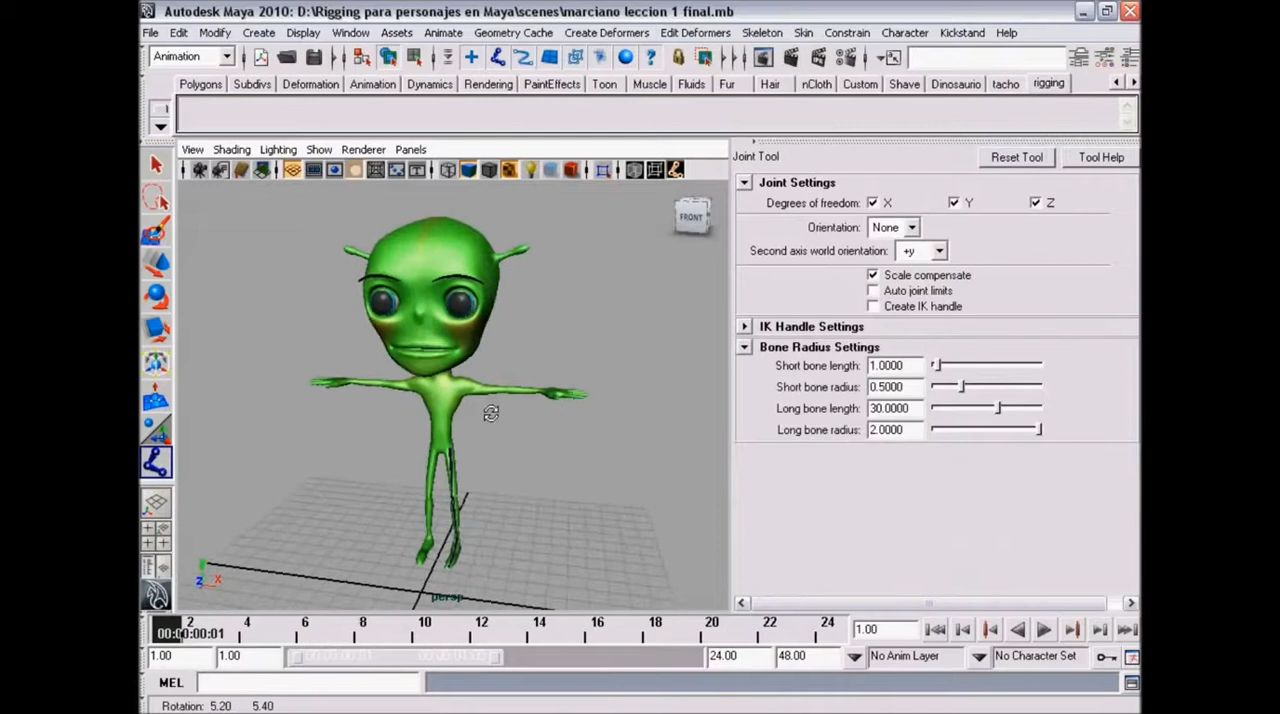 Autodesk Maya 2010: D:\Rigging para personajes en Maya\scenes\marciano leccion 1 final.mb
File Edit Modify Create Display Window Assets Animate Geometry Cache Create Deformers Edit Deformers Skeleton Skin Constrain Character Kickstand Help
Animation
Polygons Subdivs Deformation Animation Dynamics Rendering PaintEffects Toon Muscle Fluids Fur Hair nCloth Custom Shave Dinosaurio tacho rigging
View Shading Lighting Show Renderer Panels
FRONT
persp
Joint Tool Reset Tool Tool Help
Joint Settings
Degrees of freedom: X Y Z
Orientation: None
Second axis world orientation: +y
Scale compensate
Auto joint limits
Create IK handle
IK Handle Settings
Bone Radius Settings
Short bone length: 1.0000
Short bone radius: 0.5000
Long bone length: 30.0000
Long bone radius: 2.0000
2 4 6 8 10 12 14 16 18 20 22 24
00:00:00:01 1.00
1.00 1.00 24.00 48.00 No Anim Layer No Character Set
MEL
Rotation: 5.20 5.40